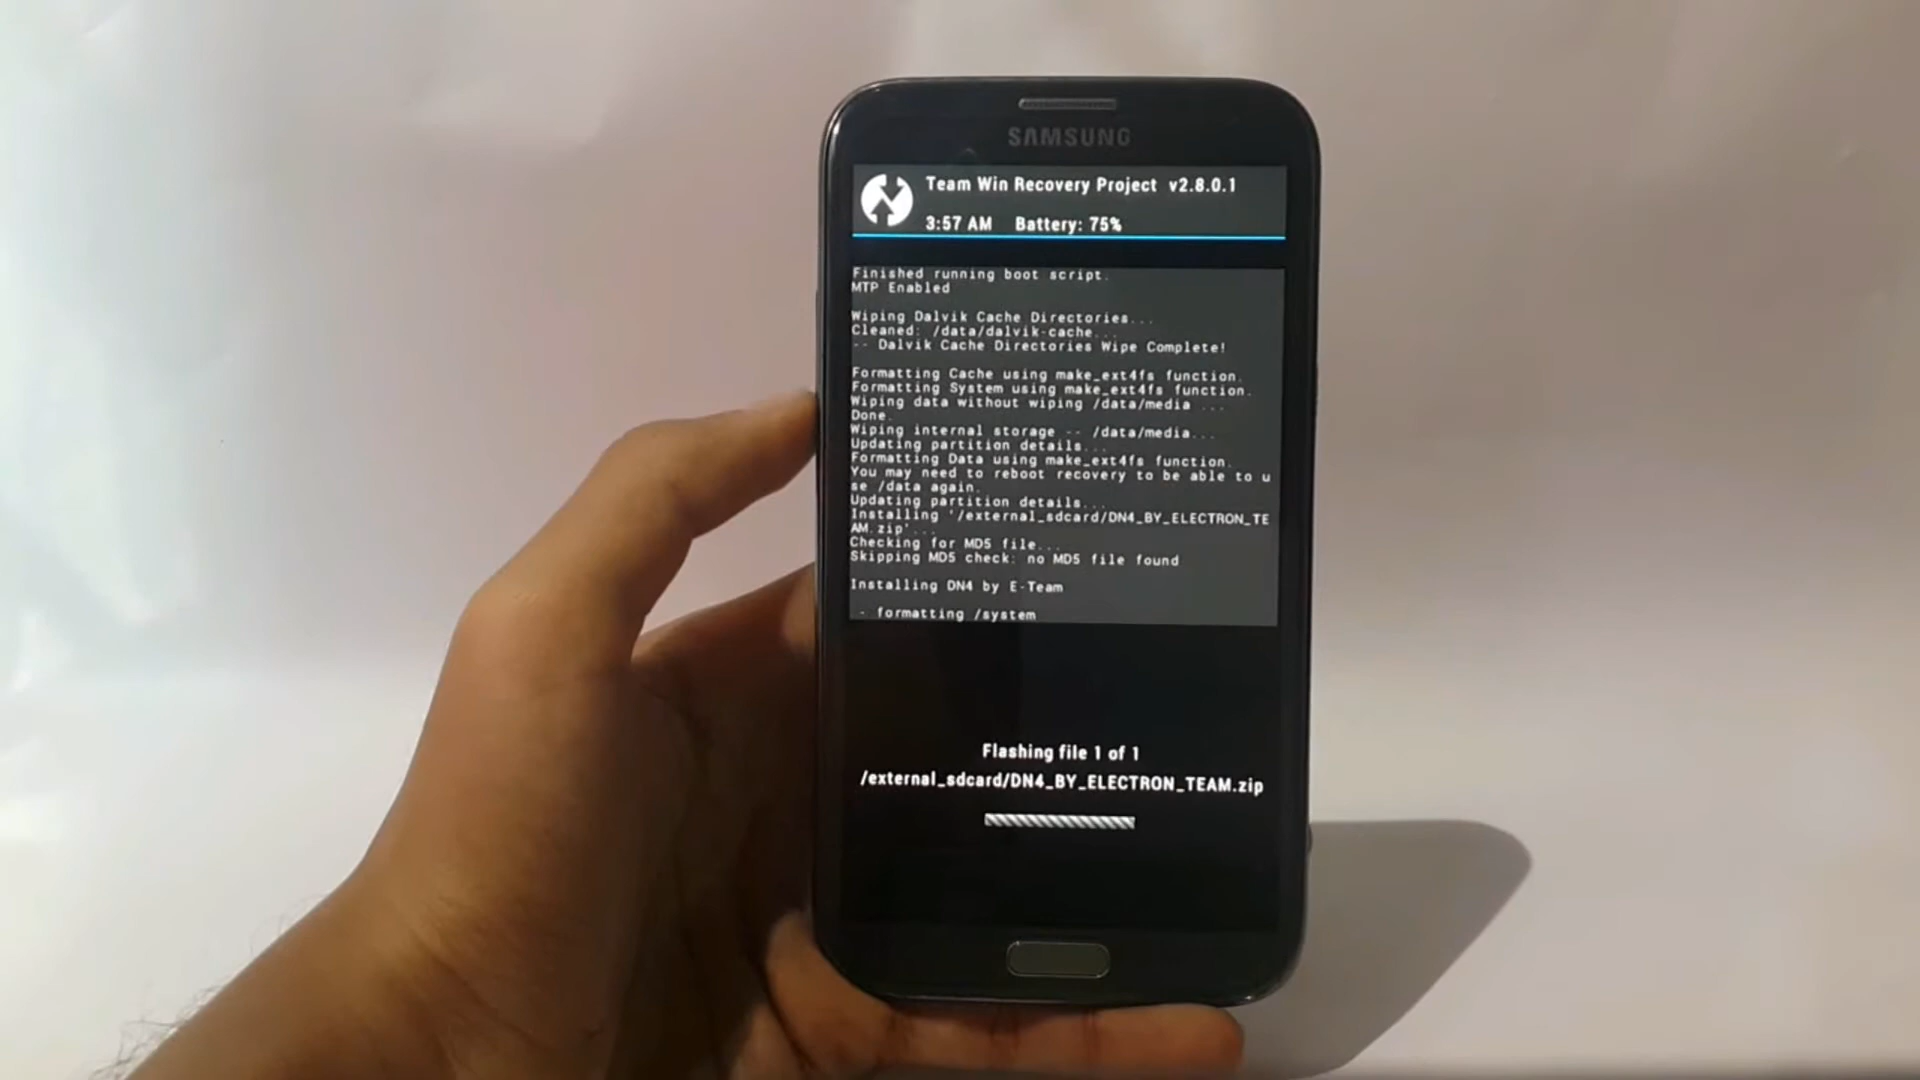 SAMSUNG
Team Win Recovery Project v2.8.0.1
3:57 AM Battery: 75%
Finished running boot script.
MTP Enabled
Wiping Dalvik Cache Directories...
Cleaned: /data/dalvik-cache...
-- Dalvik Cache Directories Wipe Complete!
Formatting Cache using make_ext4fs function.
Formatting System using make_ext4fs function.
Wiping data without wiping /data/media ...
Done.
Wiping internal storage -- /data/media...
Updating partition details...
Formatting Data using make_ext4fs function.
You may need to reboot recovery to be able to u
se /data again.
Updating partition details...
Installing '/external_sdcard/DN4_BY_ELECTRON_TE
AM.zip'...
Checking for MD5 file...
Skipping MD5 check: no MD5 file found
Installing DN4 by E-Team
- formatting /system
Flashing file 1 of 1
/external_sdcard/DN4_BY_ELECTRON_TEAM.zip